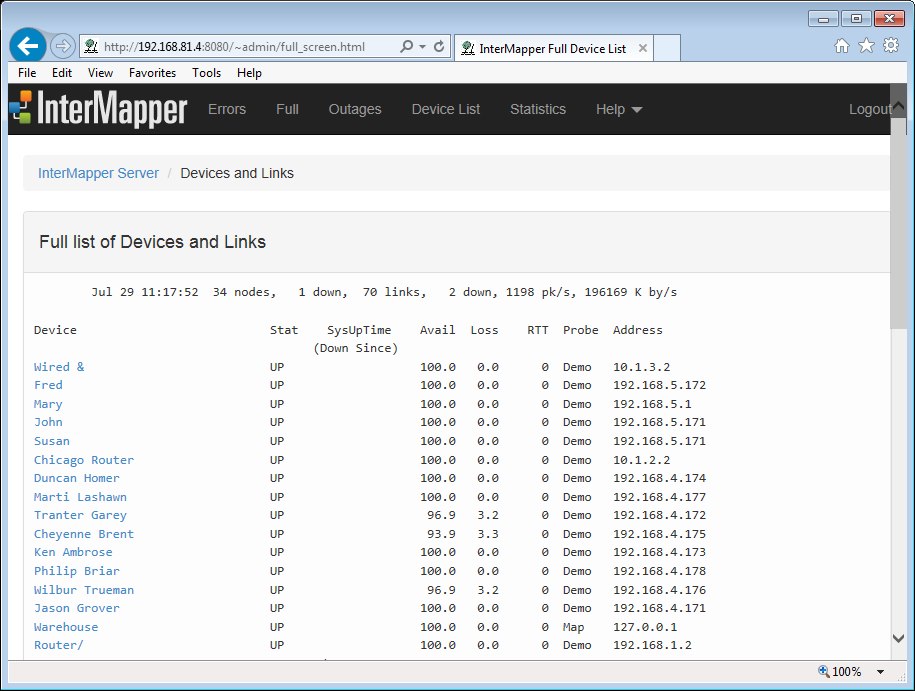 http://192.168.81.4:8080/~admin/full_screen.html InterMapper Full Device List
File Edit View Favorites Tools Help
InterMapper Errors Full Outages Device List Statistics Help Logout
InterMapper Server / Devices and Links
Full list of Devices and Links
Jul 29 11:17:52 34 nodes, 1 down, 70 links, 2 down, 1198 pk/s, 196169 K by/s
Device Stat SysUpTime Avail Loss RTT Probe Address
(Down Since)
Wired & UP 100.0 0.0 0 Demo 10.1.3.2
Fred UP 100.0 0.0 0 Demo 192.168.5.172
Mary UP 100.0 0.0 0 Demo 192.168.5.1
John UP 100.0 0.0 0 Demo 192.168.5.171
Susan UP 100.0 0.0 0 Demo 192.168.5.171
Chicago Router UP 100.0 0.0 0 Demo 10.1.2.2
Duncan Homer UP 100.0 0.0 0 Demo 192.168.4.174
Marti Lashawn UP 100.0 0.0 0 Demo 192.168.4.177
Tranter Garey UP 96.9 3.2 0 Demo 192.168.4.172
Cheyenne Brent UP 93.9 3.3 0 Demo 192.168.4.175
Ken Ambrose UP 100.0 0.0 0 Demo 192.168.4.173
Philip Briar UP 100.0 0.0 0 Demo 192.168.4.178
Wilbur Trueman UP 96.9 3.2 0 Demo 192.168.4.176
Jason Grover UP 100.0 0.0 0 Demo 192.168.4.171
Warehouse UP 100.0 0.0 0 Map 127.0.0.1
Router/ UP 100.0 0.0 0 Demo 192.168.1.2
100%